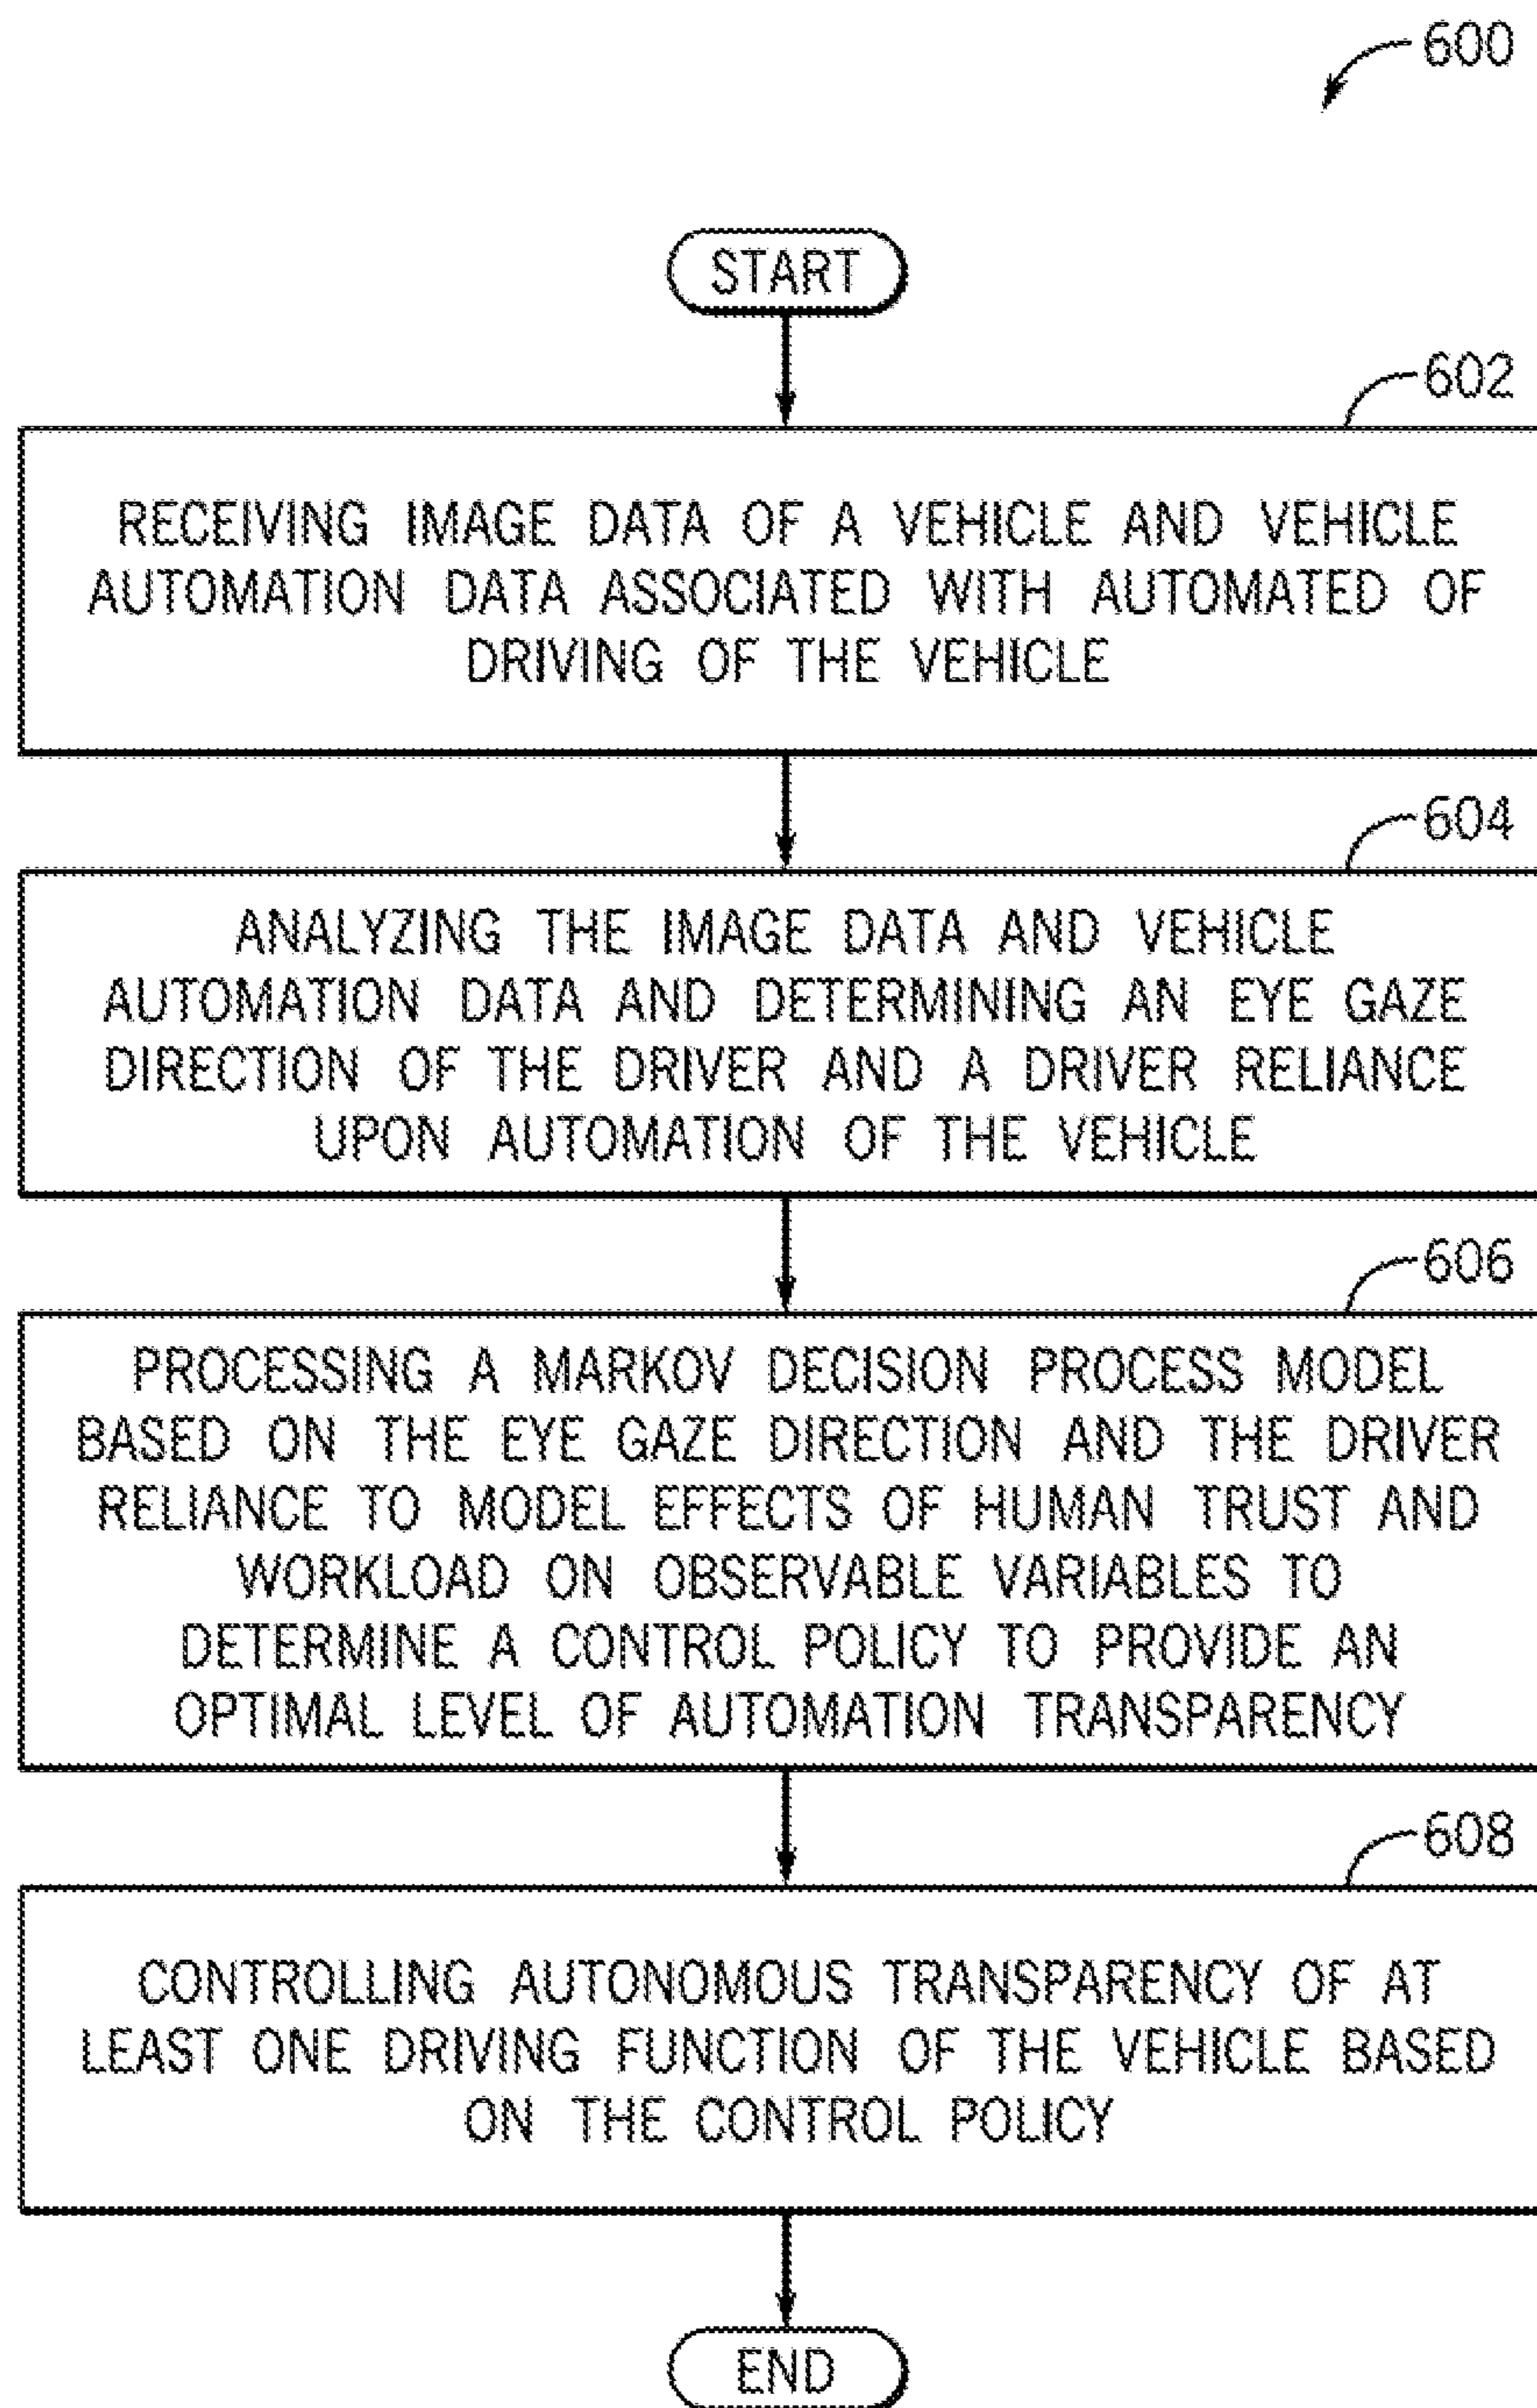 600
START
602
RECEIVING IMAGE DATA OF A VEHICLE AND VEHICLE
AUTOMATION DATA ASSOCIATED WITH AUTOMATED OF
DRIVING OF THE VEHICLE
604
ANALYZING THE IMAGE DATA AND VEHICLE
AUTOMATION DATA AND DETERMINING AN EYE GAZE
DIRECTION OF THE DRIVER AND A DRIVER RELIANCE
UPON AUTOMATION OF THE VEHICLE
606
PROCESSING A MARKOV DECISION PROCESS MODEL
BASED ON THE EYE GAZE DIRECTION AND THE DRIVER
RELIANCE TO MODEL EFFECTS OF HUMAN TRUST AND
WORKLOAD ON OBSERVABLE VARIABLES TO
DETERMINE A CONTROL POLICY TO PROVIDE AN
OPTIMAL LEVEL OF AUTOMATION TRANSPARENCY
608
CONTROLLING AUTONOMOUS TRANSPARENCY OF AT
LEAST ONE DRIVING FUNCTION OF THE VEHICLE BASED
ON THE CONTROL POLICY
END